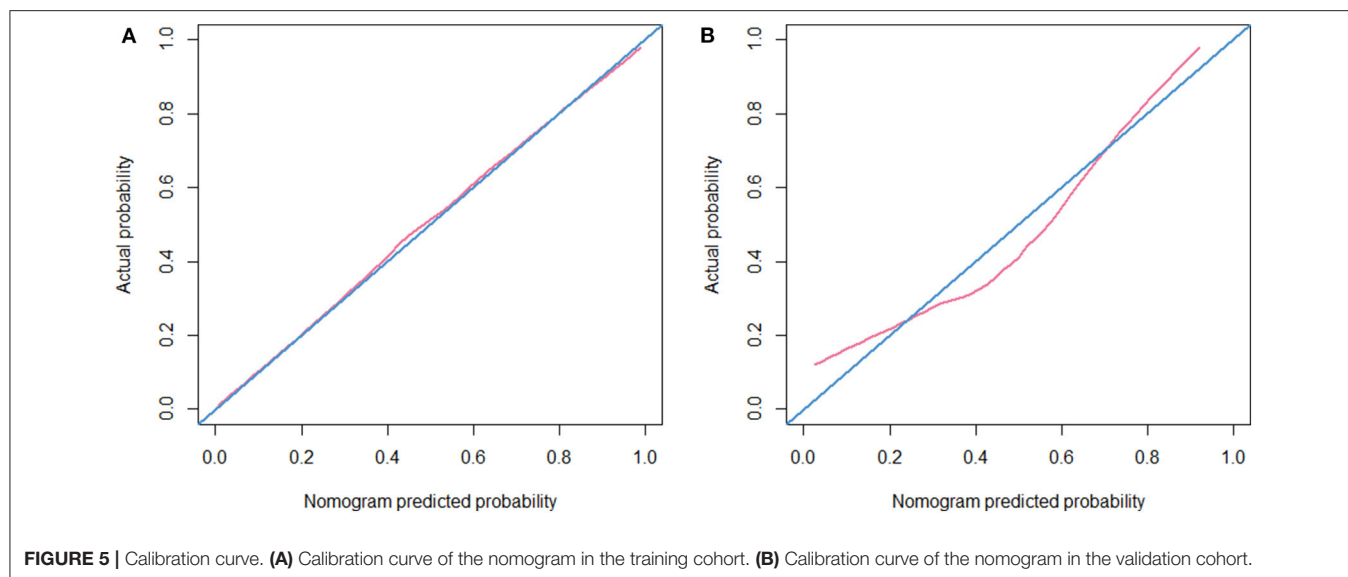 A
1.0
0.8
0.6
0.4
0.2
0.0
Actual probability
0.0 0.2 0.4 0.6 0.8 1.0
Nomogram predicted probability
B
1.0
0.8
0.6
0.4
0.2
0.0
Actual probability
0.0 0.2 0.4 0.6 0.8 1.0
Nomogram predicted probability
FIGURE 5 | Calibration curve. (A) Calibration curve of the nomogram in the training cohort. (B) Calibration curve of the nomogram in the validation cohort.